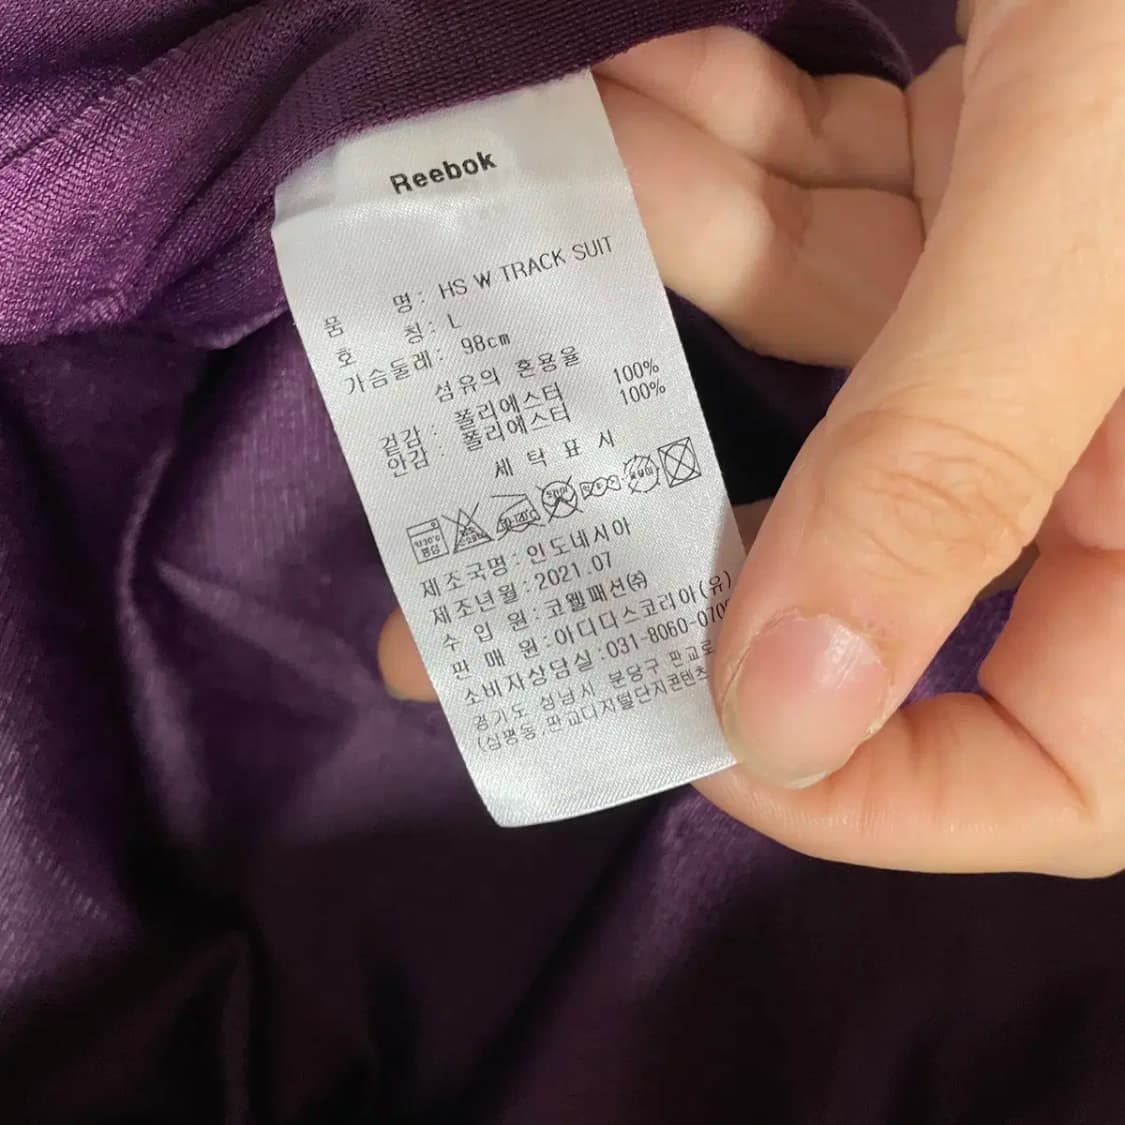 Reebok
품 명 : HS W TRACK SUIT
호 칭 : L
가슴둘레 : 98cm
섬유의 혼용율
겉감 : 폴리에스터 100%
안감 : 폴리에스터 100%
세 탁 표 시
제조국명 : 인도네시아
제조년월 : 2021.07
수 입 원 : 코웰패션㈜
판 매 원 : 아디다스코리아(유)
소비자상담실 : 031-8060-070
경기도 성남시 분당구 판교로
(삼평동,판교디지털단지콘텐츠